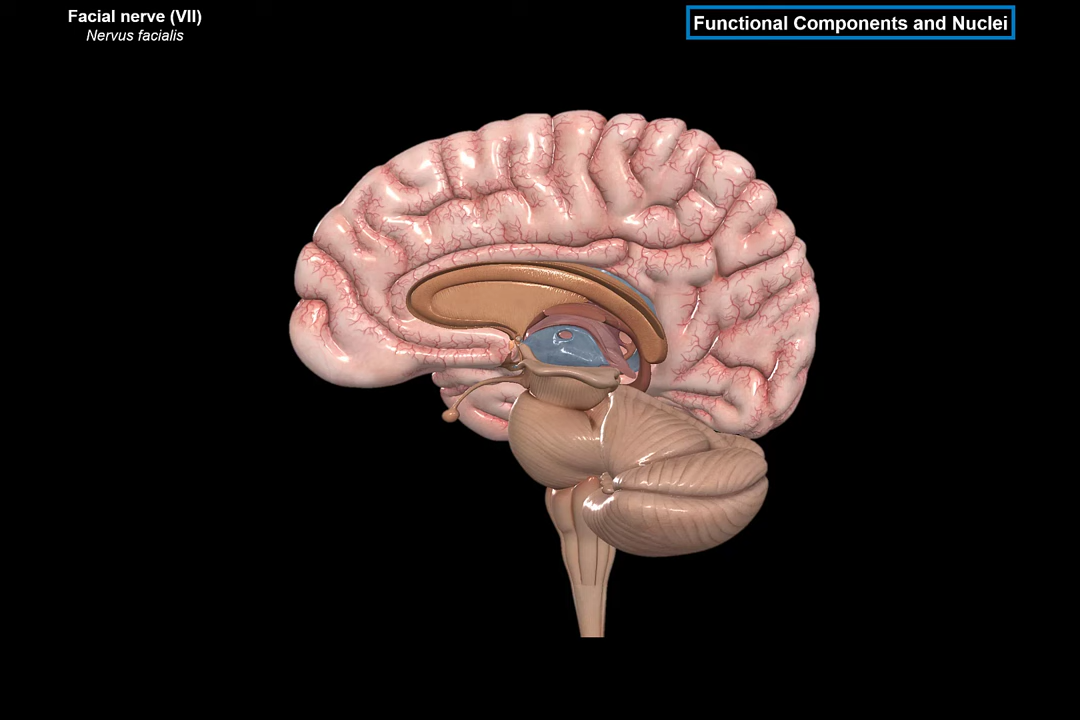 Facial nerve (VII)
Nervus facialis
Functional Components and Nuclei